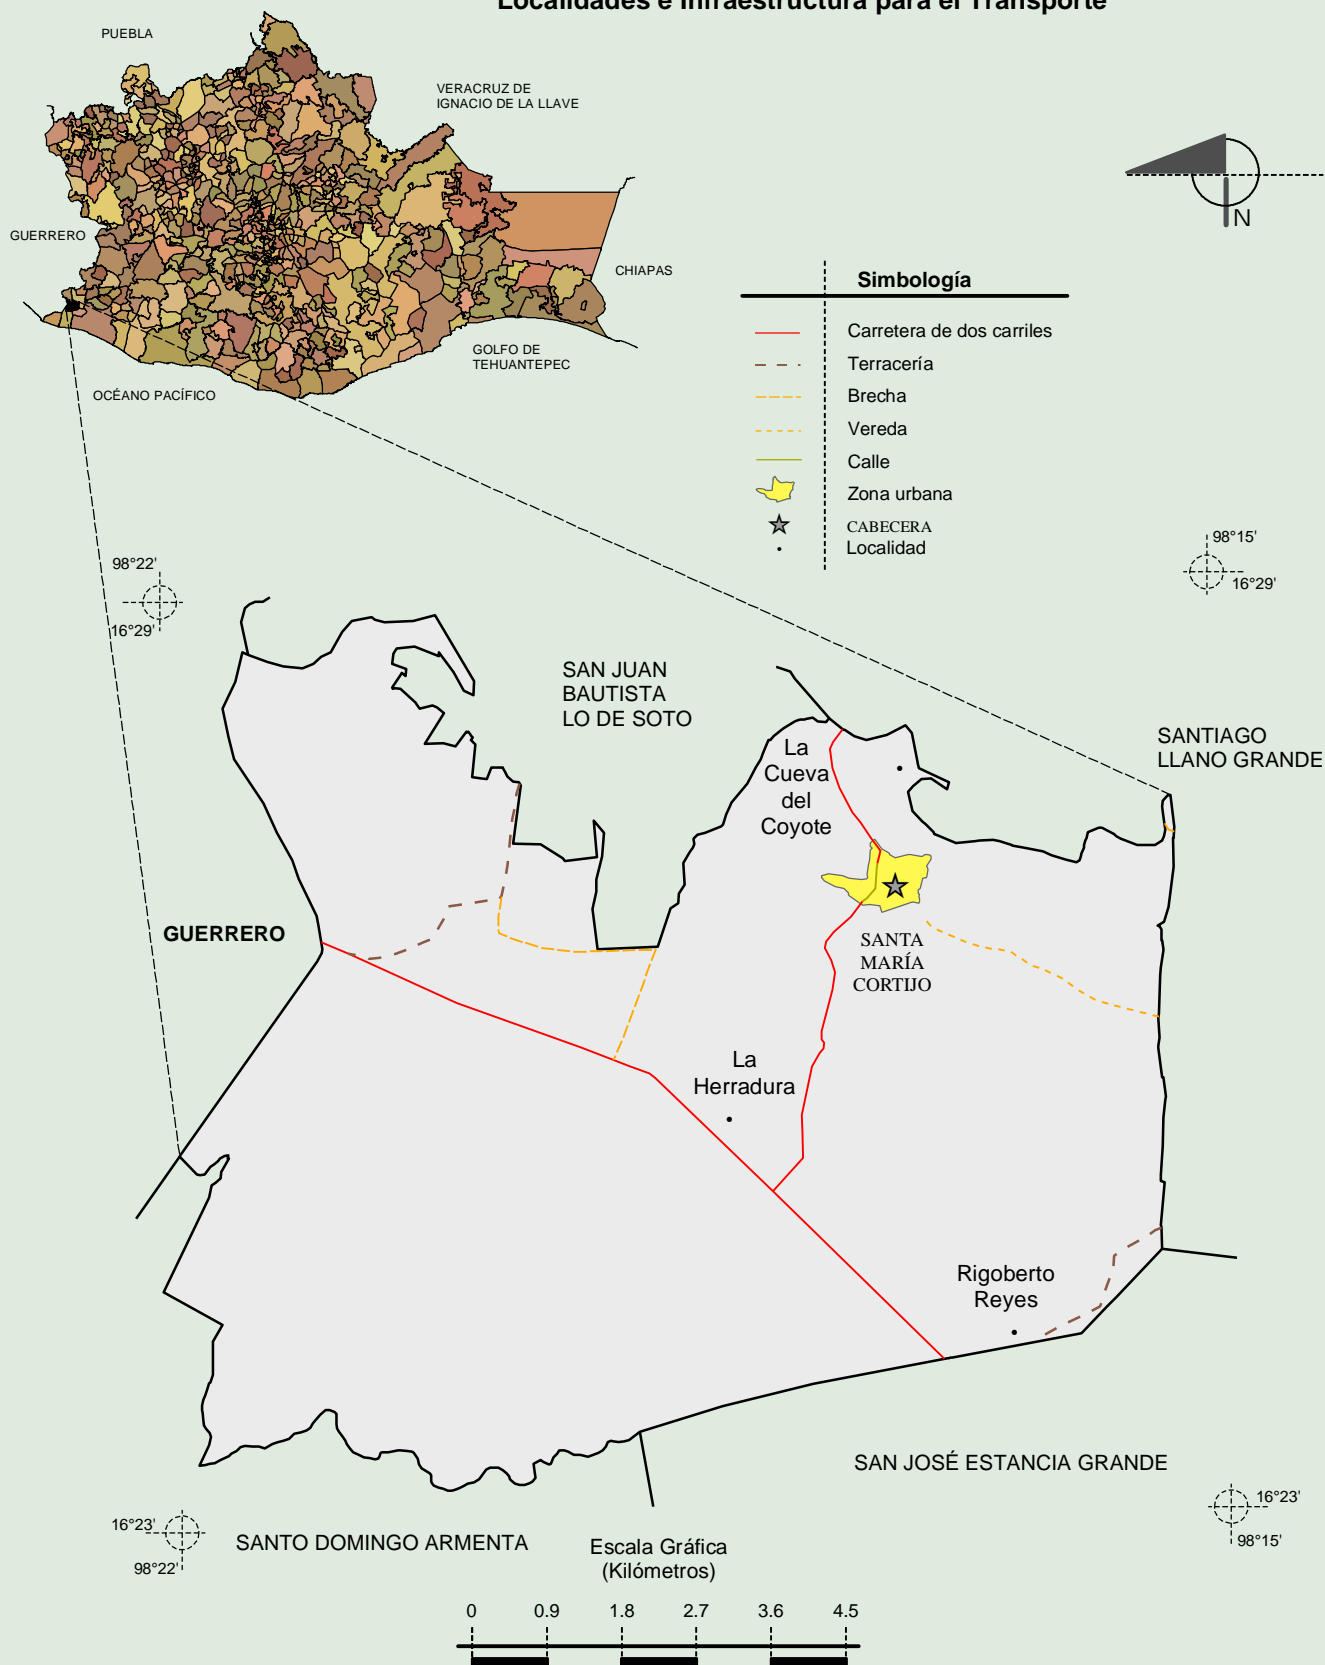 Localidades e Infraestructura para el Transporte
PUEBLA
VERACRUZ DE
IGNACIO DE LA LLAVE
GUERRERO
CHIAPAS
GOLFO DE
TEHUANTEPEC
OCÉANO PACÍFICO
N
Simbología
Carretera de dos carriles
Terracería
Brecha
Vereda
Calle
Zona urbana
CABECERA
Localidad
98°22'
16°29'
98°15'
16°29'
SAN JUAN
BAUTISTA
LO DE SOTO
SANTIAGO
LLANO GRANDE
La
Cueva
del
Coyote
GUERRERO
SANTA
MARÍA
CORTIJO
La
Herradura
Rigoberto
Reyes
SAN JOSÉ ESTANCIA GRANDE
16°23'
98°22'
SANTO DOMINGO ARMENTA
16°23'
98°15'
Escala Gráfica
(Kilómetros)
0 0.9 1.8 2.7 3.6 4.5